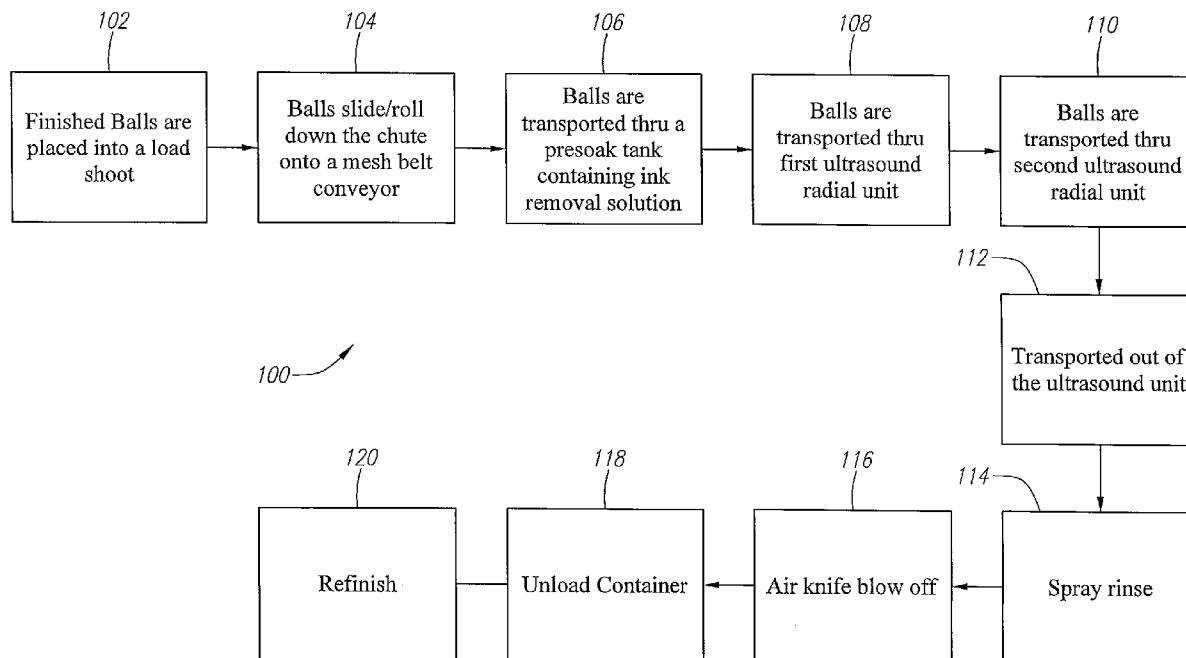 102
104
106
108
110
Finished Balls are
placed into a load
shoot
Balls slide/roll
down the chute
onto a mesh belt
conveyor
Balls are
transported thru a
presoak tank
containing ink
removal solution
Balls are
transported thru
first ultrasound
radial unit
Balls are
transported thru
second ultrasound
radial unit
112
Transported out of
the ultrasound unit
100
120
118
116
114
Refinish
Unload Container
Air knife blow off
Spray rinse